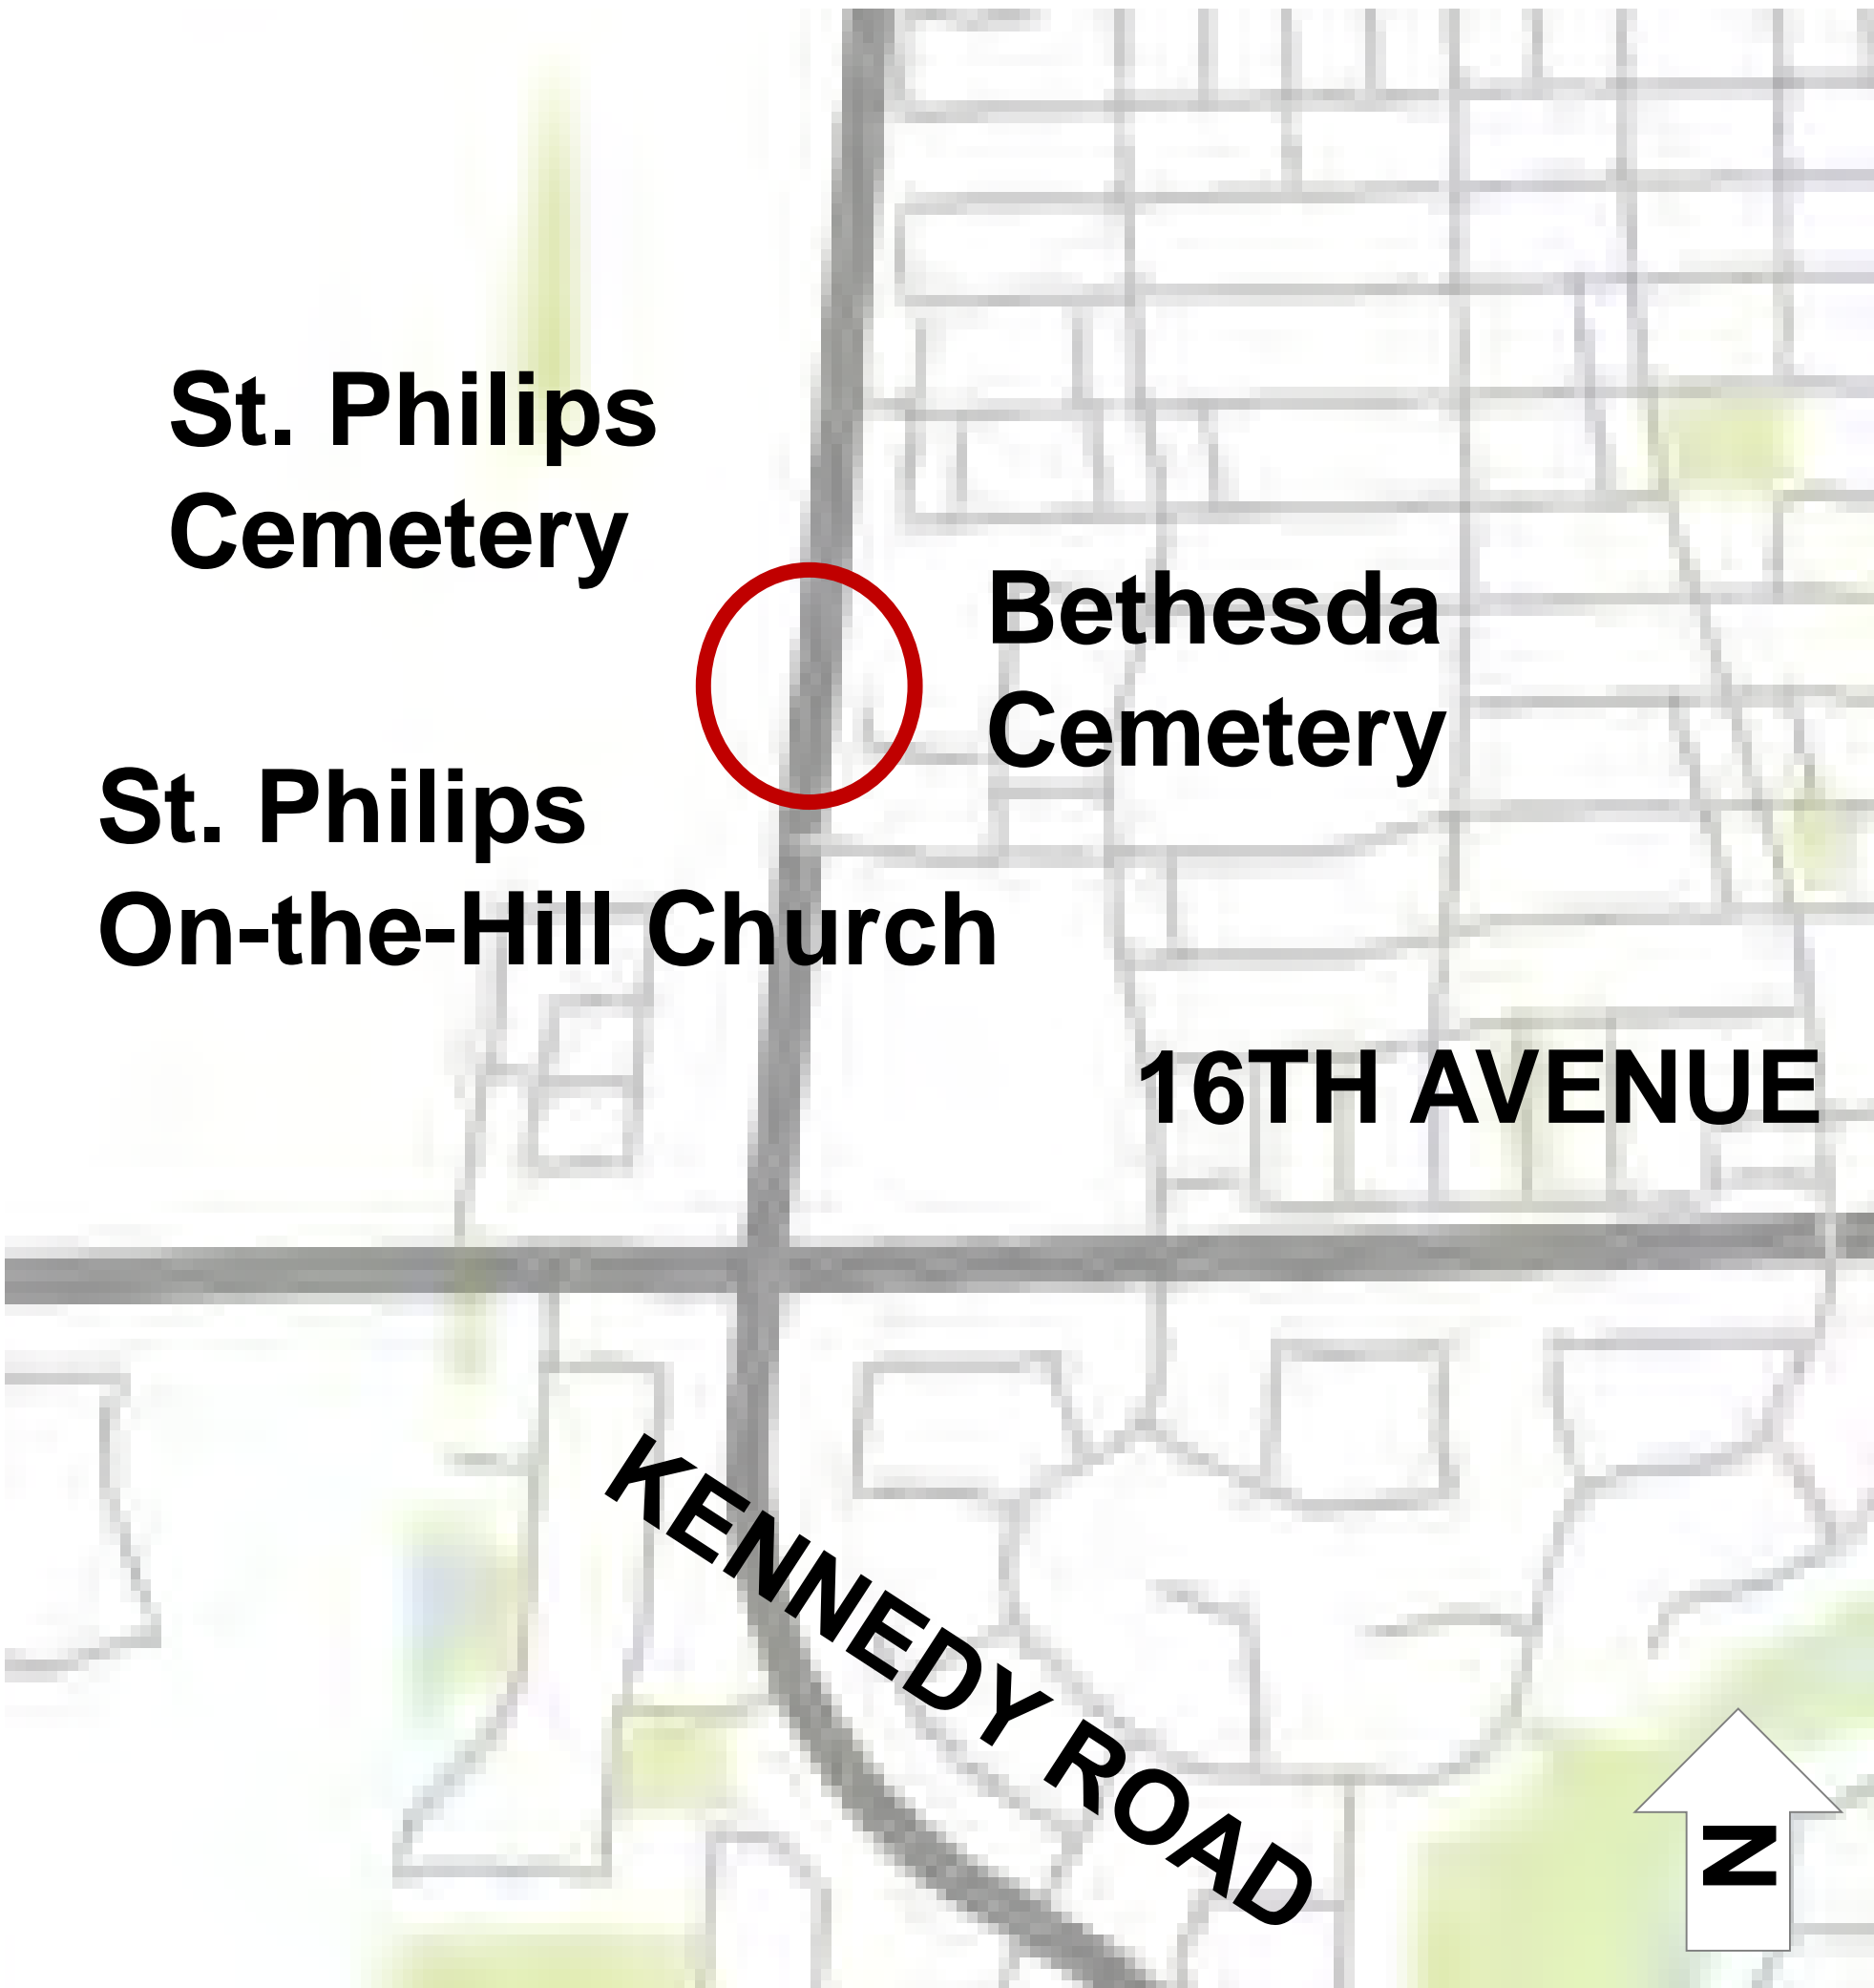 St. Philips
Cemetery
Bethesda
Cemetery
St. Philips
On-the-Hill Church
16TH AVENUE
KENNEDY ROAD
N